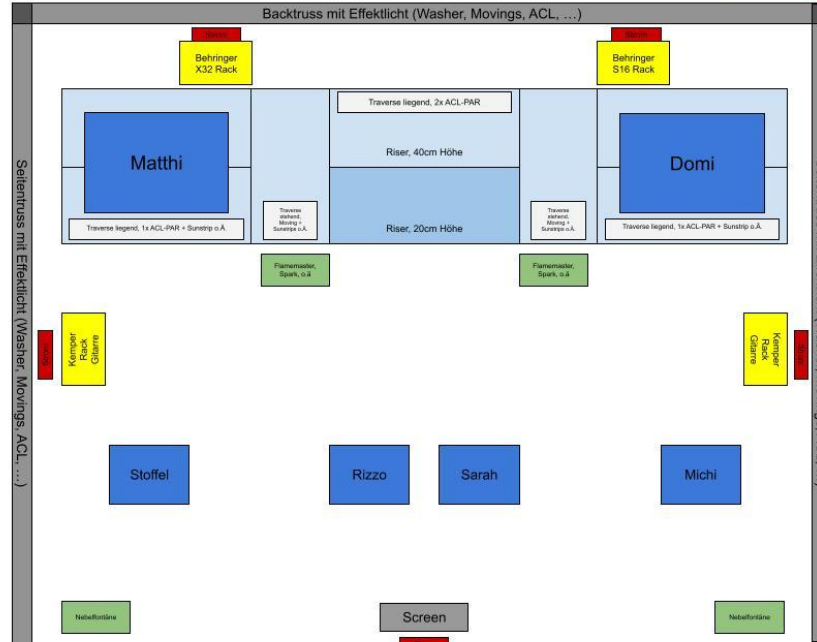 Backtruss mit Effektlicht (Washer, Movings, ACL, …)
Behringer
X32 Rack
Behringer
S16 Rack
Traverse liegend, 2x ACL-PAR
Matthi
Riser, 40cm Höhe
Domi
Traverse
stehend,
Moving +
Sunstrips o.Ä.
Traverse
stehend,
Moving +
Sunstrips o.Ä.
Traverse liegend, 1x ACL-PAR + Sunstrip o.Ä.
Riser, 20cm Höhe
Traverse liegend, 1x ACL-PAR + Sunstrip o.Ä.
Seitentruss mit Effektlicht (Washer, Movings, ACL, …)
Flamemaster,
Spark, o.ä
Flamemaster,
Spark, o.ä
Kemper
Rack
Gitarre
Kemper
Rack
Gitarre
Stoffel
Rizzo
Sarah
Michi
Nebelfontäne
Screen
Nebelfontäne